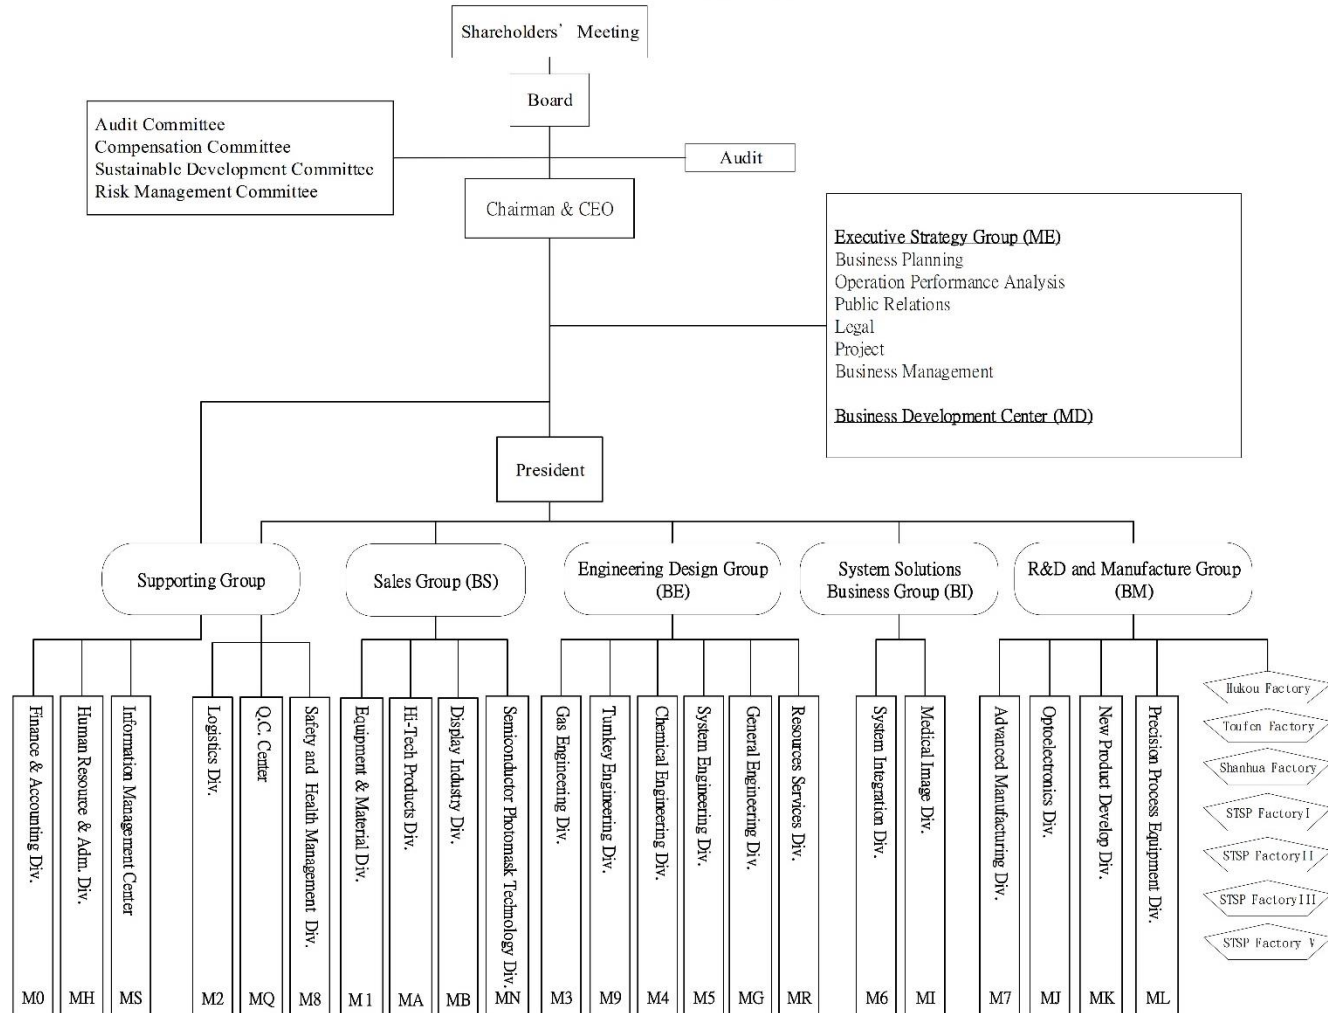 Shareholders' Meeting
Board
Audit Committee
Compensation Committee
Sustainable Development Committee
Risk Management Committee
Audit
Chairman & CEO
Executive Strategy Group (ME)
Business Planning
Operation Performance Analysis
Public Relations
Legal
Project
Business Management
Business Development Center (MD)
President
Supporting Group
Sales Group (BS)
Engineering Design Group
(BE)
System Solutions
Business Group (BI)
R&D and Manufacture Group
(BM)
Finance & Accounting Div.
M0
Human Resource & Adm. Div.
MH
Information Management Center
MS
Logistics Div.
M2
Q.C. Center
MQ
Safety and Health Management Div.
M8
Equipment & Material Div.
M1
Hi-Tech Products Div.
MA
Display Industry Div.
MB
Semiconductor Photomask Technology Div.
MN
Gas Engineering Div.
M3
Turnkey Engineering Div.
M9
Chemical Engineering Div.
M4
System Engineering Div.
M5
General Engineering Div.
MG
Resources Services Div.
MR
System Integration Div.
M6
Medical Image Div.
MI
Advanced Manufacturing Div.
M7
Optoelectronics Div.
MJ
New Product Develop Div.
MK
Precision Process Equipment Div.
ML
Hukou Factory
Toufen Factory
Shanhua Factory
STSP FactoryI
STSP FactoryII
STSP FactoryIII
STSP Factory V